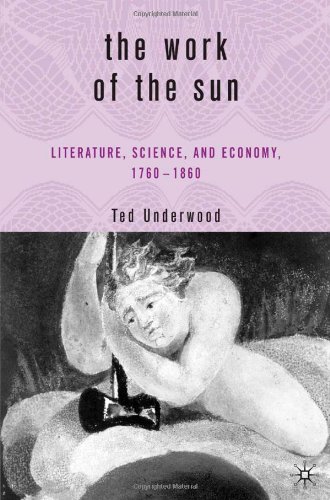 the work
of the sun
LITERATURE, SCIENCE, AND ECONOMY,
1760–1860
Ted Underwood